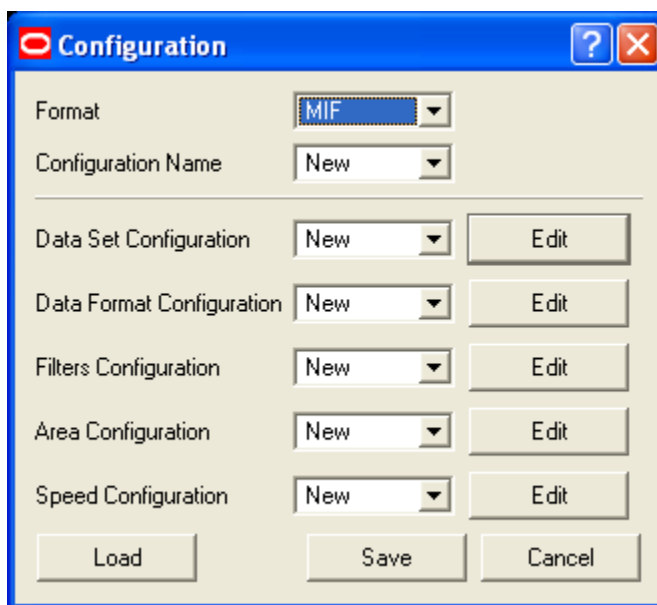 Configuration
Format MIF
Configuration Name New
Data Set Configuration New Edit
Data Format Configuration New Edit
Filters Configuration New Edit
Area Configuration New Edit
Speed Configuration New Edit
Load Save Cancel